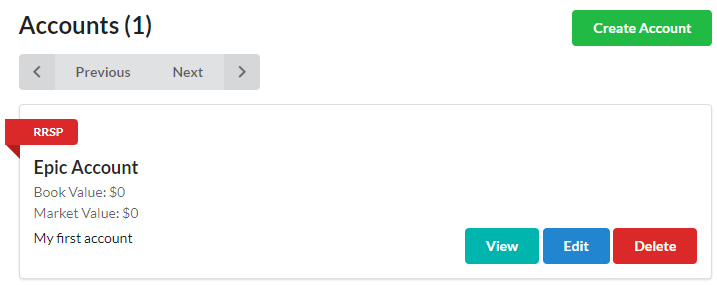 Accounts (1)
Create Account
Previous
Next
RRSP
Epic Account
Book Value: $0
Market Value: $0
My first account
View
Edit
Delete